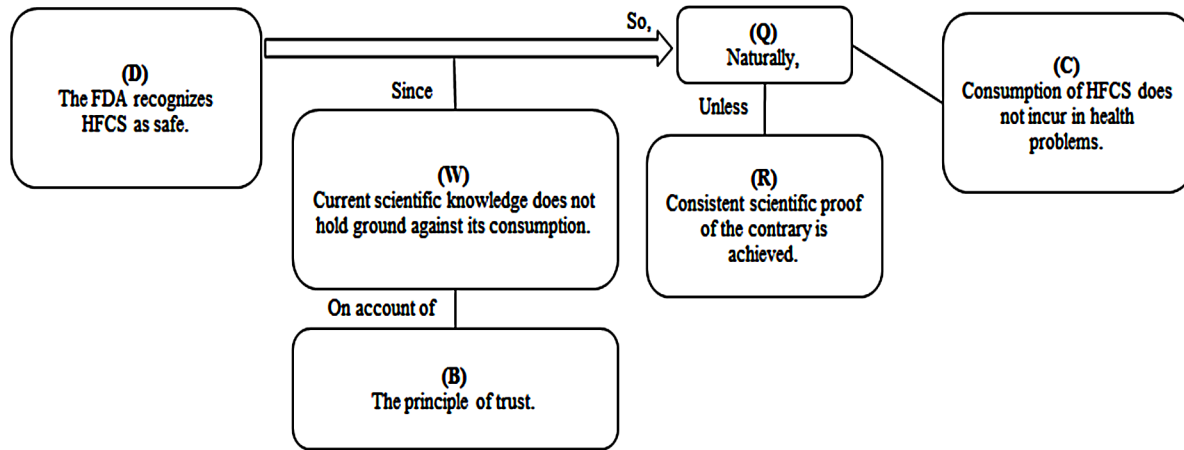 (D)
The FDA recognizes
HFCS as safe.
So,
(Q)
Naturally,
(C)
Consumption of HFCS does
not incur in health
problems.
Since
(W)
Current scientific knowledge does not
hold ground against its consumption.
Unless
(R)
Consistent scientific proof
of the contrary is
achieved.
On account of
(B)
The principle of trust.